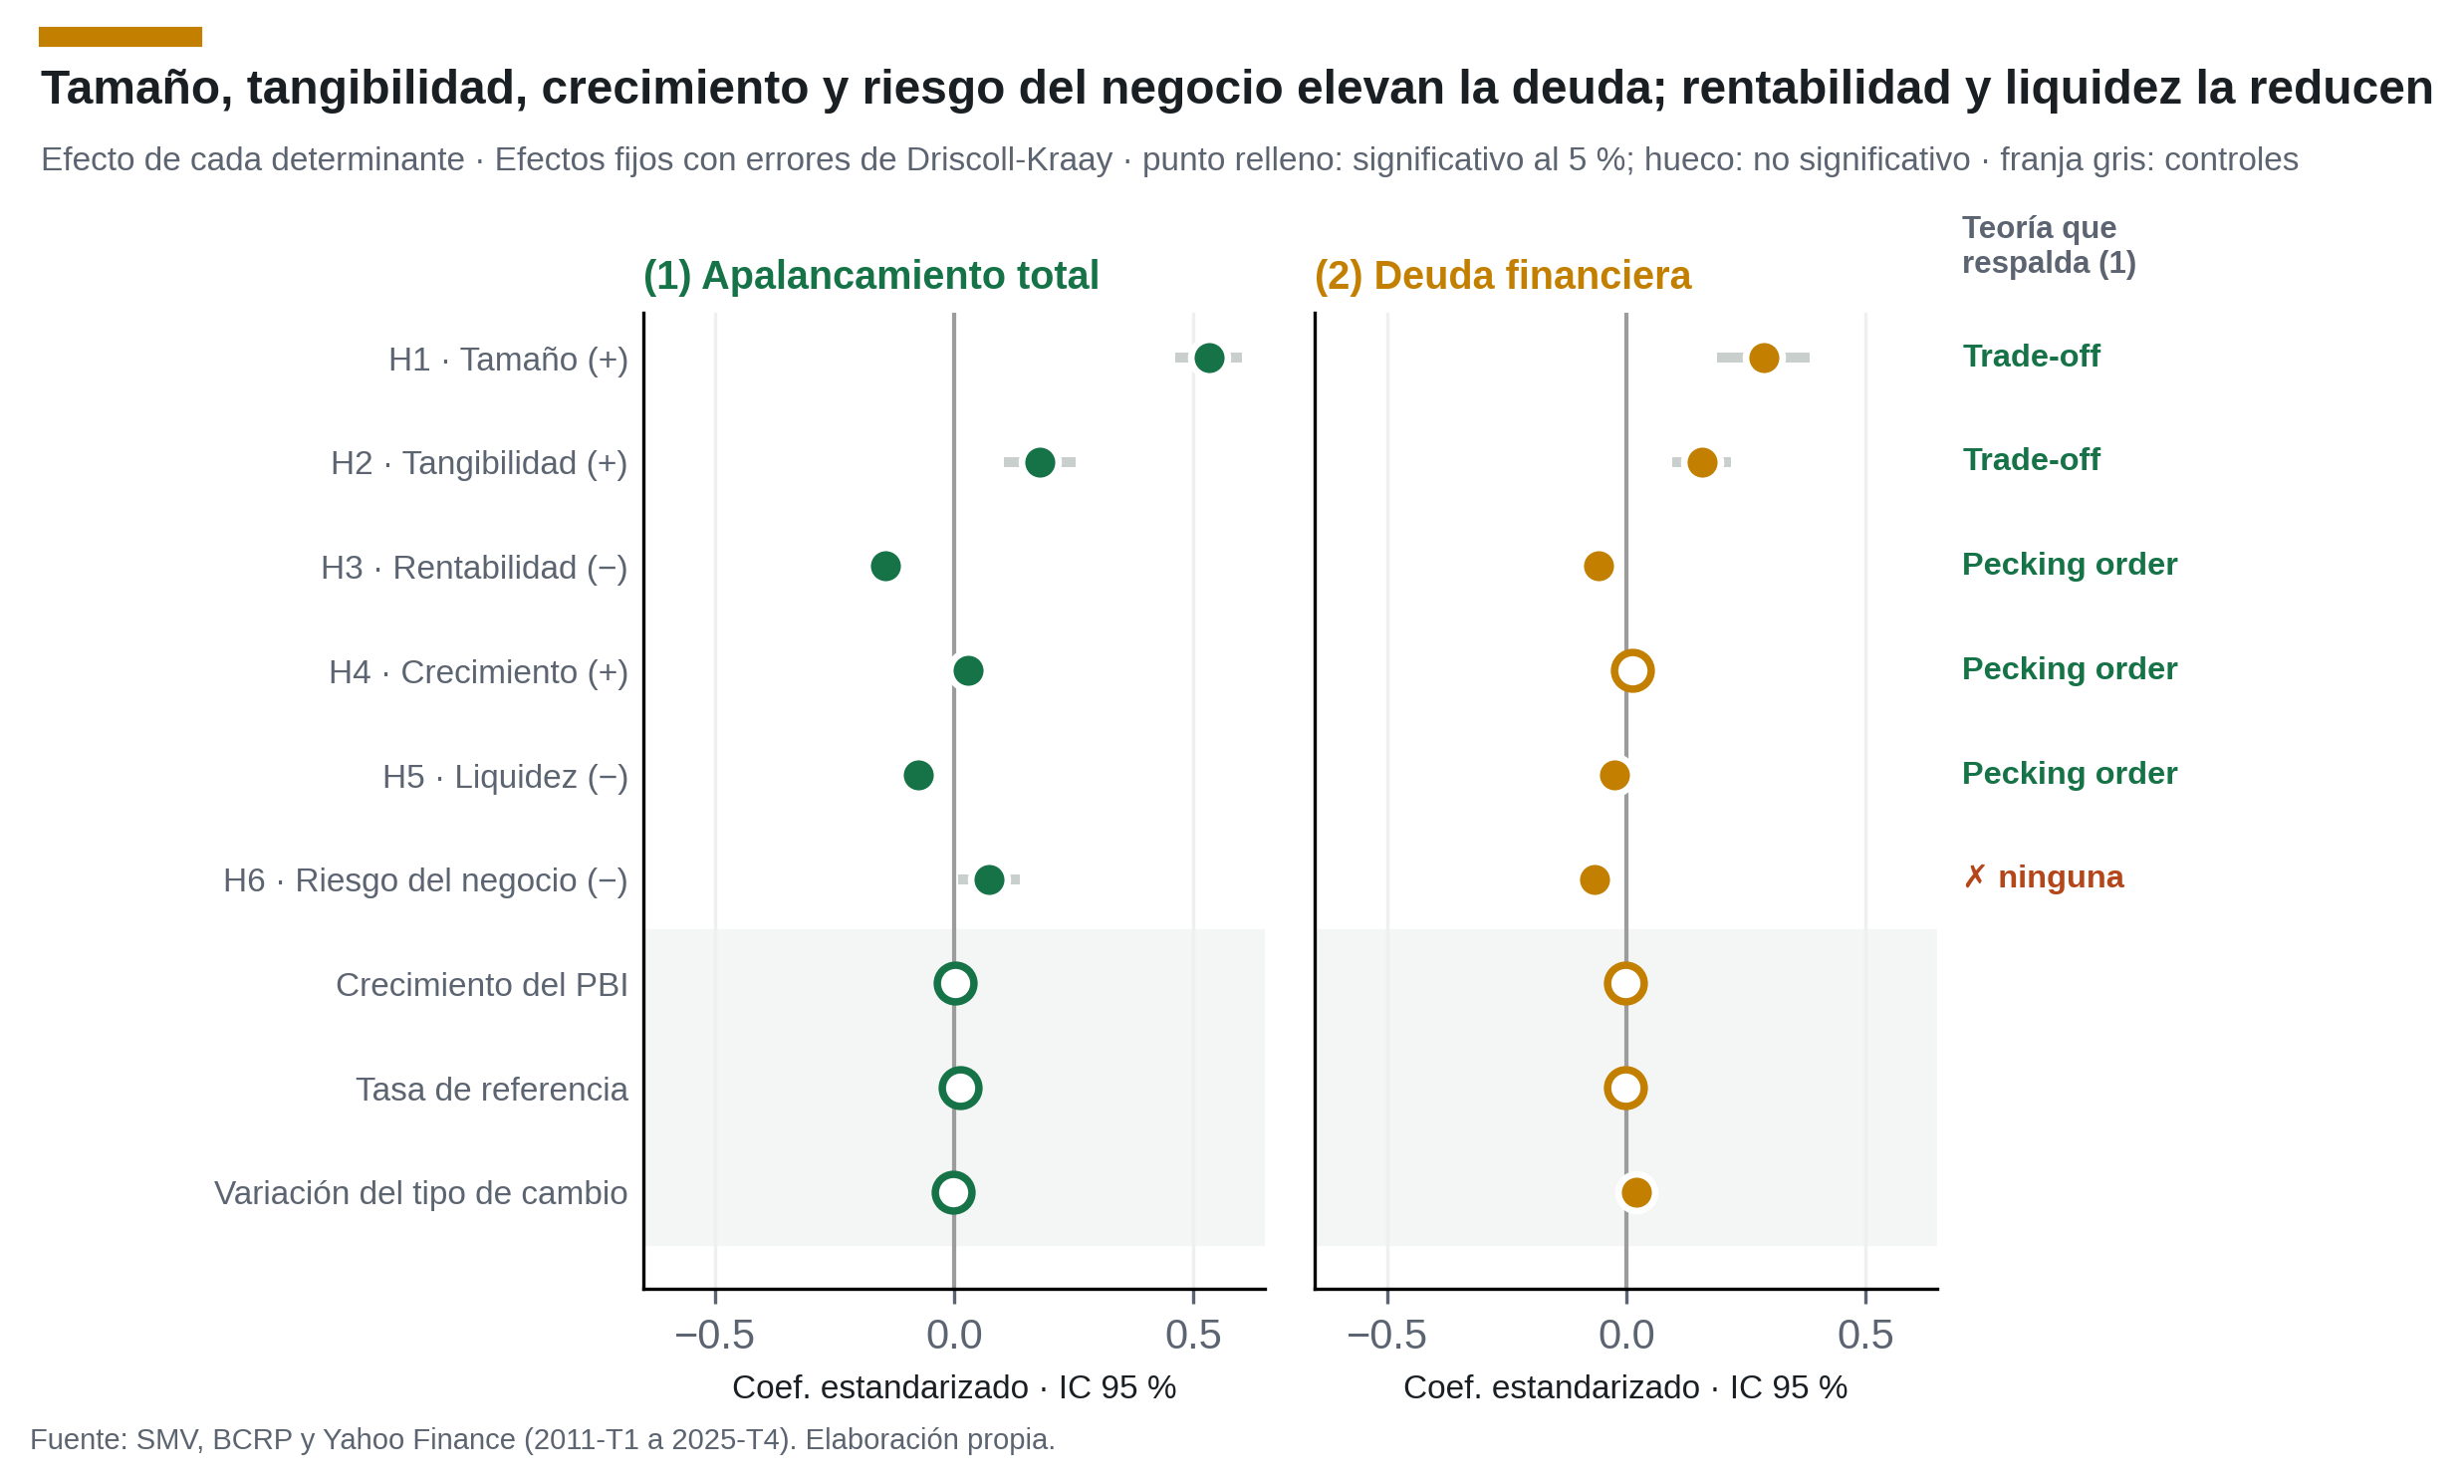 Tamaño, tangibilidad, crecimiento y riesgo del negocio elevan la deuda; rentabilidad y liquidez la reducen
Efecto de cada determinante · Efectos fijos con errores de Driscoll-Kraay · punto relleno: significativo al 5 %; hueco: no significativo · franja gris: controles
Teoría que
respalda (1)
(1) Apalancamiento total
(2) Deuda financiera
H1 · Tamaño (+)
Trade-off
H2 · Tangibilidad (+)
Trade-off
H3 · Rentabilidad (−)
Pecking order
H4 · Crecimiento (+)
Pecking order
H5 · Liquidez (−)
Pecking order
H6 · Riesgo del negocio (−)
✗ ninguna
Crecimiento del PBI
Tasa de referencia
Variación del tipo de cambio
−0.5 0.0 0.5
−0.5 0.0 0.5
Coef. estandarizado · IC 95 %
Coef. estandarizado · IC 95 %
Fuente: SMV, BCRP y Yahoo Finance (2011-T1 a 2025-T4). Elaboración propia.